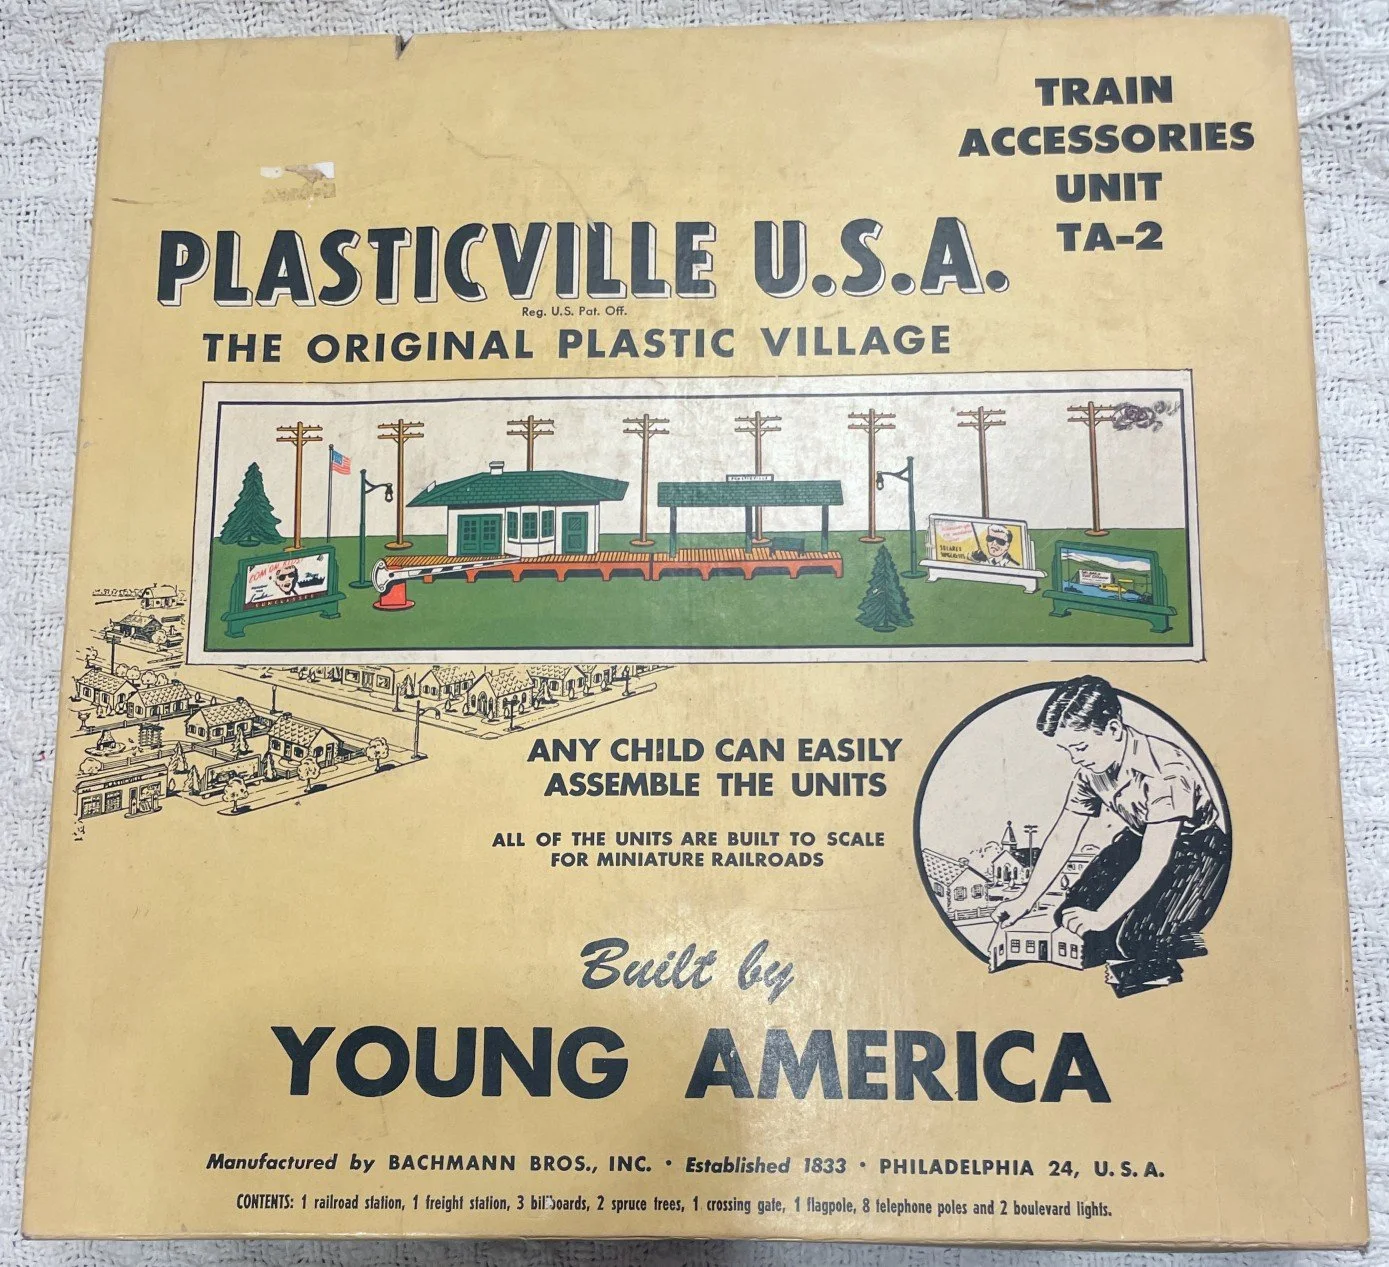 TRAIN
ACCESSORIES
UNIT
TA-2
PLASTICVILLE U.S.A.
Reg. U.S. Pat. Off.
THE ORIGINAL PLASTIC VILLAGE
PLASTICVILLE
SUNGLASSES
PLASTICVILLE
ANY CHILD CAN EASILY
ASSEMBLE THE UNITS
ALL OF THE UNITS ARE BUILT TO SCALE
FOR MINIATURE RAILROADS
Built by
YOUNG AMERICA
Manufactured by BACHMANN BROS., INC. • Established 1833 • PHILADELPHIA 24, U.S.A.
CONTENTS: 1 railroad station, 1 freight station, 3 billboards, 2 spruce trees, 1 crossing gate, 1 flagpole, 8 telephone poles and 2 boulevard lights.